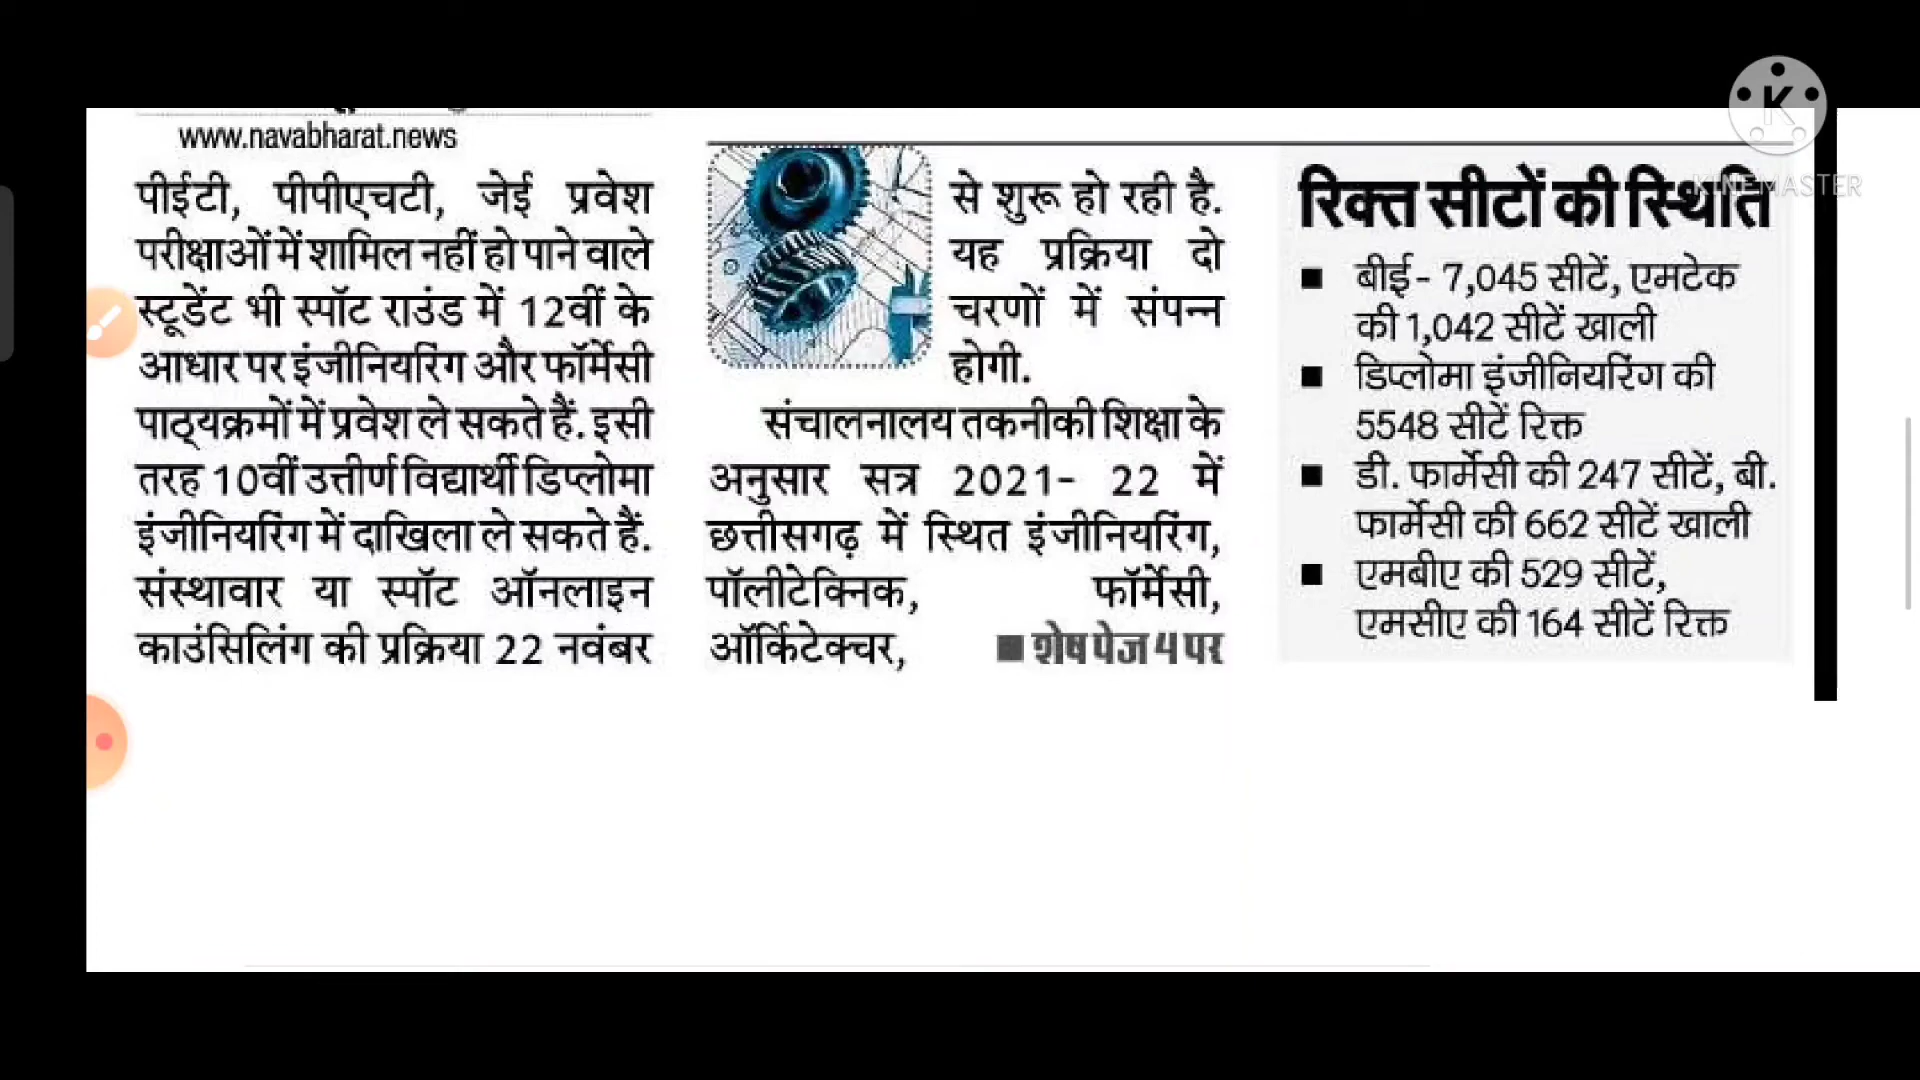 www.navabharat.news
पीईटी, पीपीएचटी, जेई प्रवेश
परीक्षाओं में शामिल नहीं हो पाने वाले
स्टूडेंट भी स्पॉट राउंड में 12वीं के
आधार पर इंजीनियरिंग और फॉर्मेसी
पाठ्यक्रमों में प्रवेश ले सकते हैं. इसी
तरह 10वीं उत्तीर्ण विद्यार्थी डिप्लोमा
इंजीनियरिंग में दाखिला ले सकते हैं.
संस्थावार या स्पॉट ऑनलाइन
काउंसिलिंग की प्रक्रिया 22 नवंबर
से शुरू हो रही है.
यह प्रक्रिया दो
चरणों में संपन्न
होगी.
संचालनालय तकनीकी शिक्षा के
अनुसार सत्र 2021- 22 में
छत्तीसगढ़ में स्थित इंजीनियरिंग,
पॉलीटेक्निक, फॉर्मेसी,
ऑर्किटेक्चर, ■ शेष पेज 4 पर
रिक्त सीटों की स्थिति
■ बीई- 7,045 सीटें, एमटेक
की 1,042 सीटें खाली
■ डिप्लोमा इंजीनियरिंग की
5548 सीटें रिक्त
■ डी. फार्मेसी की 247 सीटें, बी.
फार्मेसी की 662 सीटें खाली
■ एमबीए की 529 सीटें,
एमसीए की 164 सीटें रिक्त
K
KINEMASTER